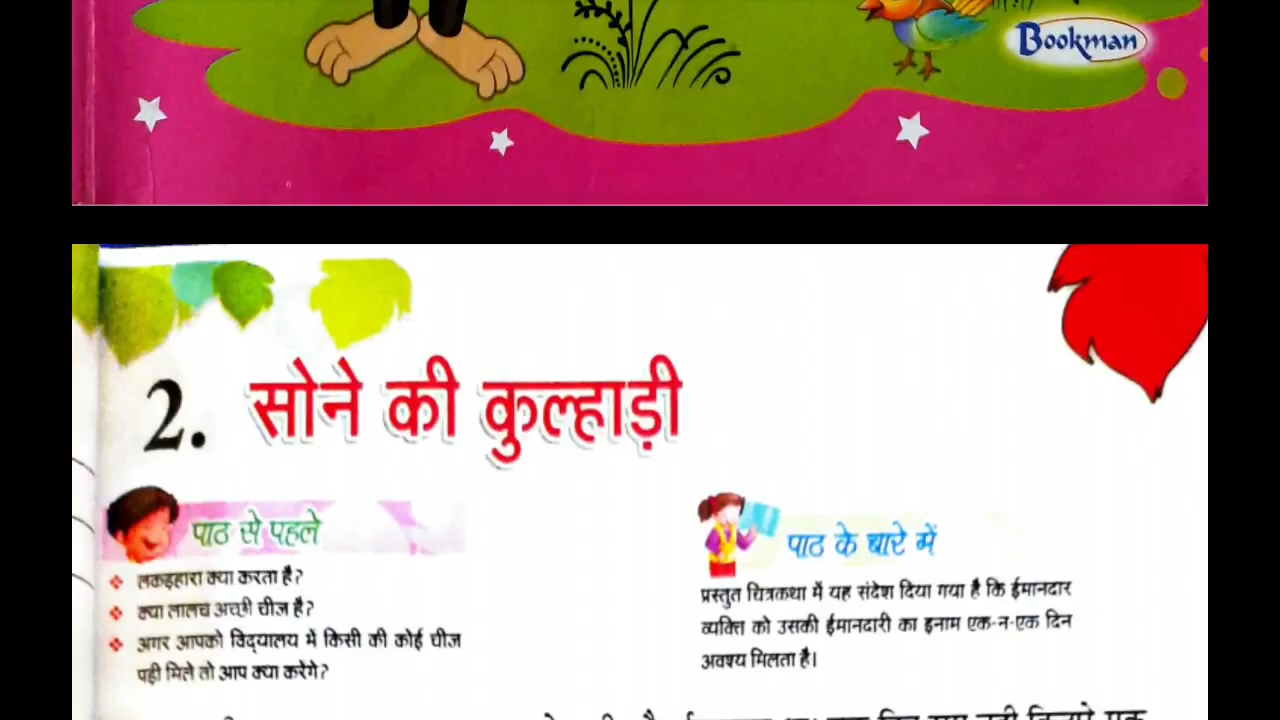 Bookman
2. सोने की कुल्हाड़ी
पाठ से पहले
लकड़हारा क्या करता है?
क्या लालच अच्छी चीज है?
अगर आपको विद्यालय में किसी की कोई चीज
पड़ी मिले तो आप क्या करेंगे?
पाठ के बारे में
प्रस्तुत चित्रकथा में यह संदेश दिया गया है कि ईमानदार
व्यक्ति को उसकी ईमानदारी का इनाम एक-न-एक दिन
अवश्य मिलता है।